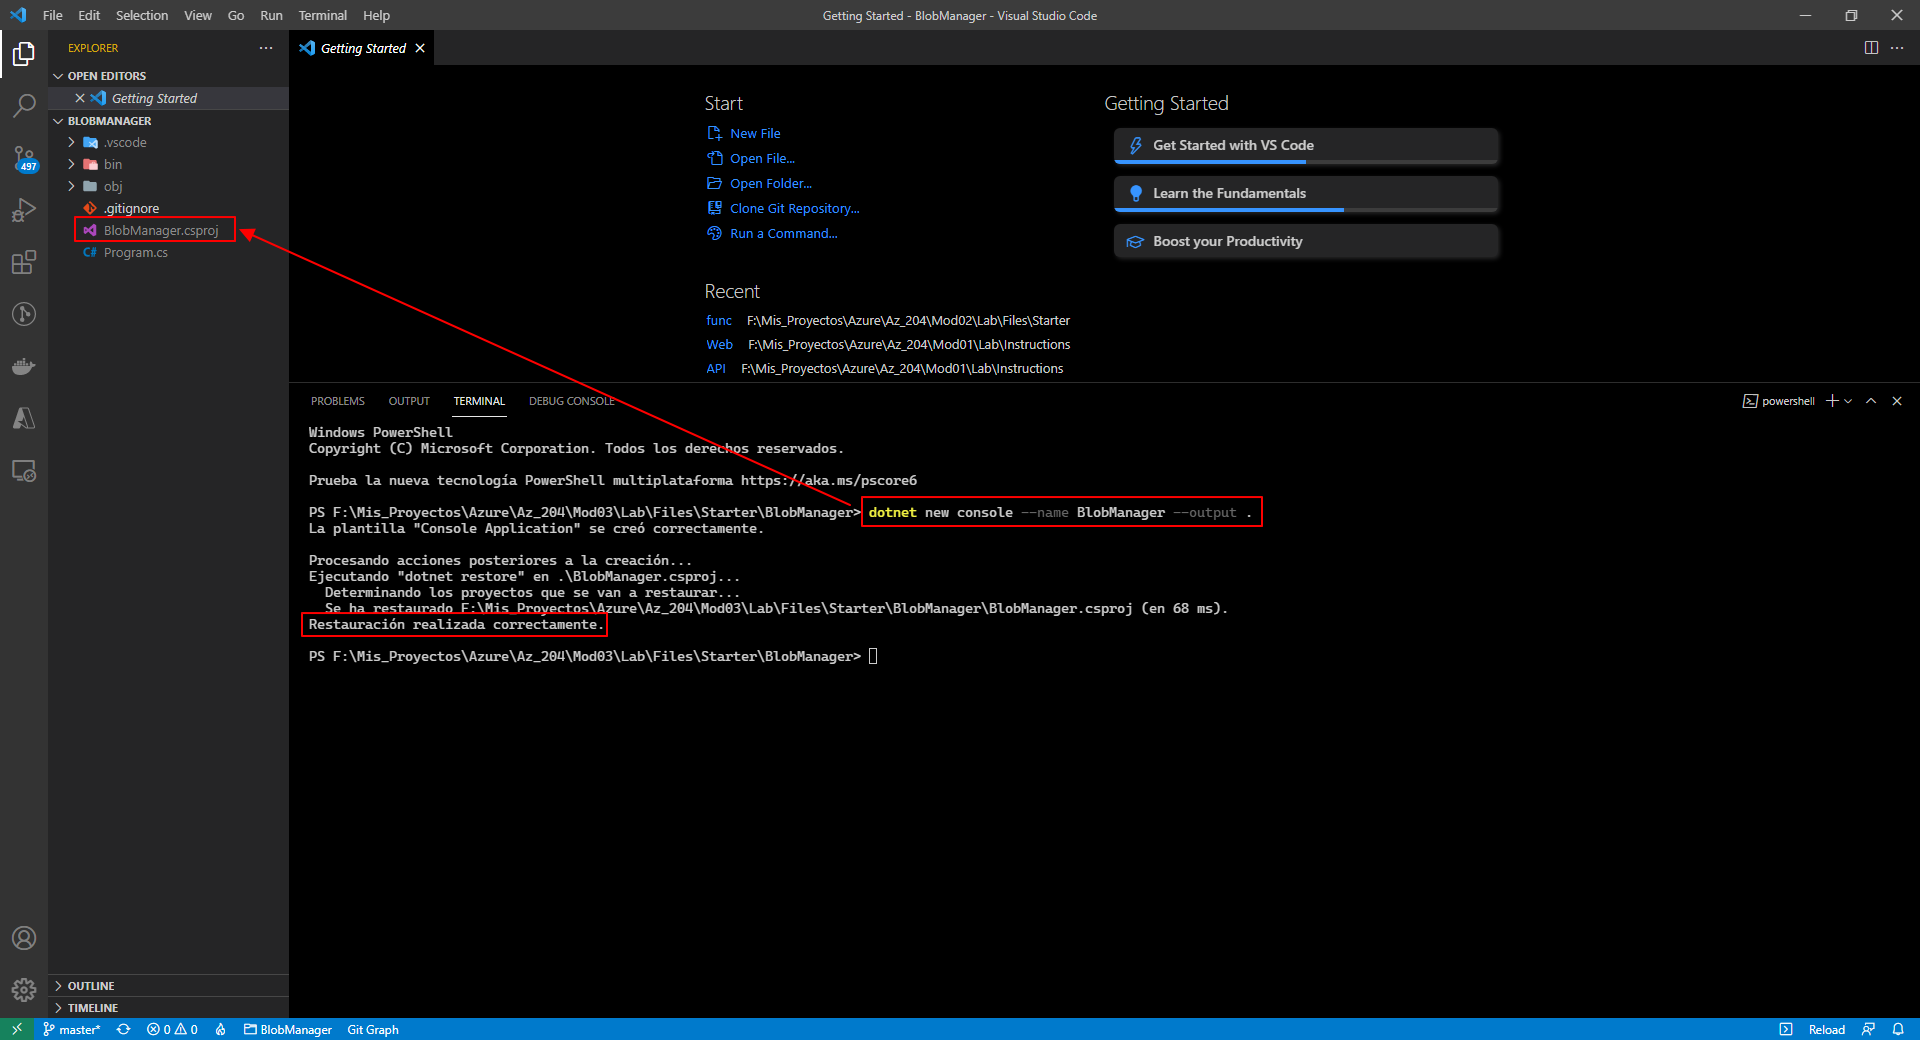 File Edit Selection View Go Run Terminal Help
Getting Started - BlobManager - Visual Studio Code
EXPLORER
OPEN EDITORS
Getting Started
BLOBMANAGER
.vscode
bin
obj
.gitignore
BlobManager.csproj
C# Program.cs
497
OUTLINE
TIMELINE
Getting Started
Start
New File
Open File...
Open Folder...
Clone Git Repository...
Run a Command...
Recent
func F:\Mis_Proyectos\Azure\Az_204\Mod02\Lab\Files\Starter
Web F:\Mis_Proyectos\Azure\Az_204\Mod01\Lab\Instructions
API F:\Mis_Proyectos\Azure\Az_204\Mod01\Lab\Instructions
Getting Started
Get Started with VS Code
Learn the Fundamentals
Boost your Productivity
PROBLEMS OUTPUT TERMINAL DEBUG CONSOLE
powershell
Windows PowerShell
Copyright (C) Microsoft Corporation. Todos los derechos reservados.
Prueba la nueva tecnología PowerShell multiplataforma https://aka.ms/pscore6
PS F:\Mis_Proyectos\Azure\Az_204\Mod03\Lab\Files\Starter\BlobManager> dotnet new console --name BlobManager --output .
La plantilla "Console Application" se creó correctamente.
Procesando acciones posteriores a la creación...
Ejecutando "dotnet restore" en .\BlobManager.csproj...
Determinando los proyectos que se van a restaurar...
Se ha restaurado F:\Mis_Proyectos\Azure\Az_204\Mod03\Lab\Files\Starter\BlobManager\BlobManager.csproj (en 68 ms).
Restauración realizada correctamente.
PS F:\Mis_Proyectos\Azure\Az_204\Mod03\Lab\Files\Starter\BlobManager>
master* 0 0 BlobManager Git Graph
Reload